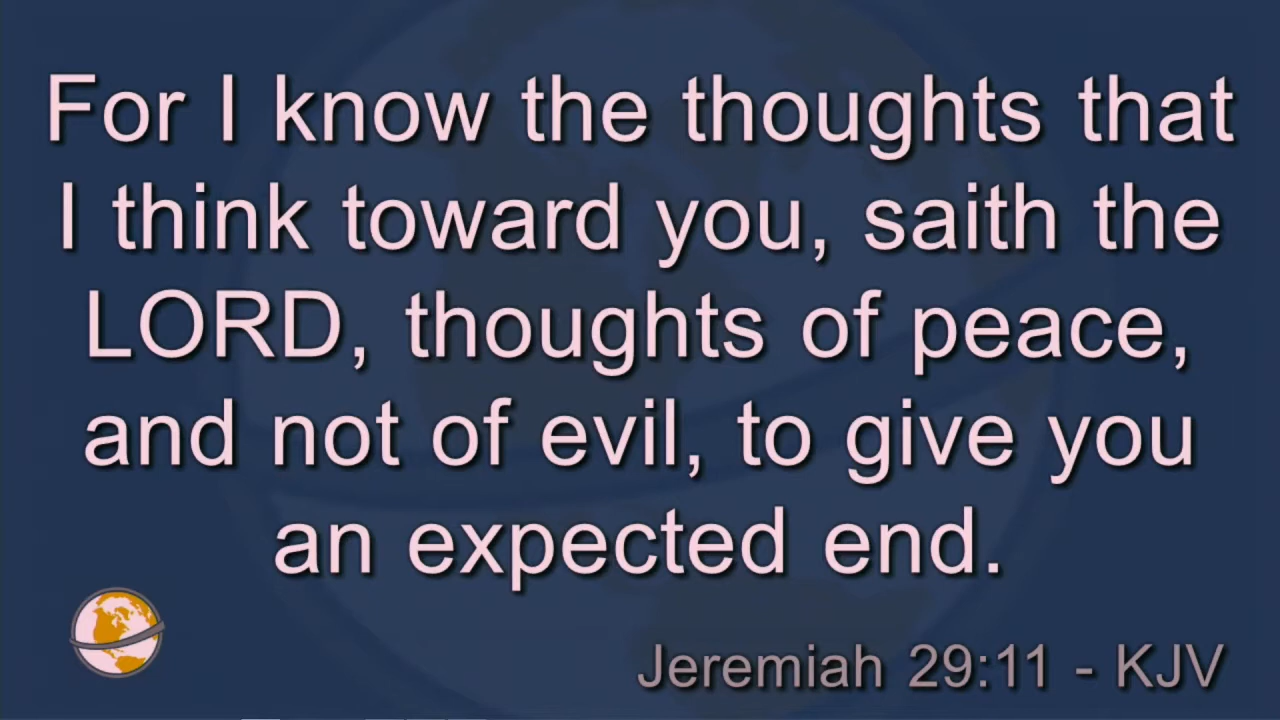 For I know the thoughts that
I think toward you, saith the
LORD, thoughts of peace,
and not of evil, to give you
an expected end.
Jeremiah 29:11 - KJV